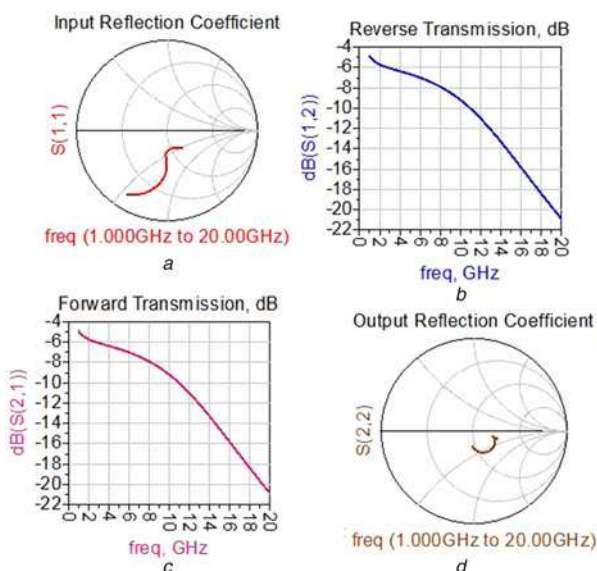 Input Reflection Coefficient
S(1,1)
freq (1.000GHz to 20.00GHz)
a
Reverse Transmission, dB
dB(S(1,2))
-4
-6
-8
-10
-12
-14
-16
-18
-20
-22
0 2 4 6 8 10 12 14 16 18 20
freq, GHz
b
Forward Transmission, dB
dB(S(2,1))
-4
-6
-8
-10
-12
-14
-16
-18
-20
-22
0 2 4 6 8 10 12 14 16 18 20
freq, GHz
c
Output Reflection Coefficient
S(2,2)
freq (1.000GHz to 20.00GHz)
d